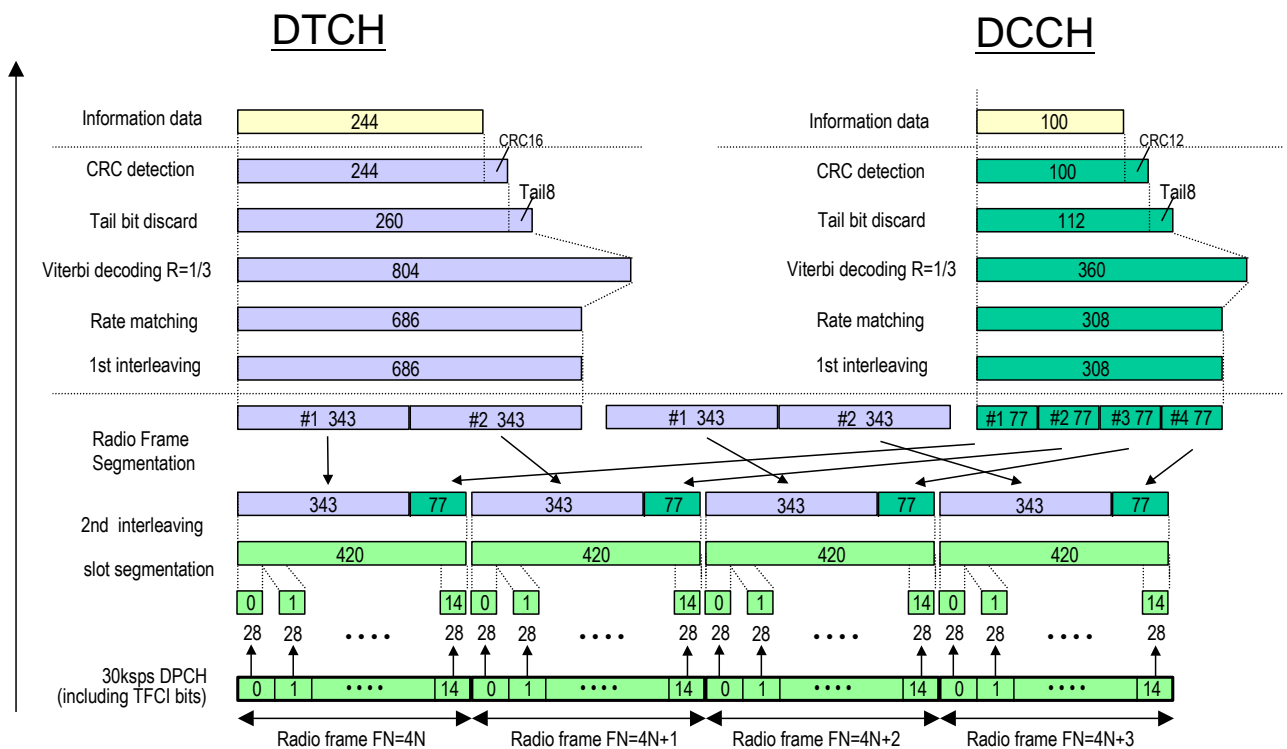 DTCH DCCH
Information data 244 Information data 100
CRC16 CRC12
CRC detection 244 CRC detection 100
Tail8 Tail8
Tail bit discard 260 Tail bit discard 112
Viterbi decoding R=1/3 804 Viterbi decoding R=1/3 360
Rate matching 686 Rate matching 308
1st interleaving 686 1st interleaving 308
#1 343 #2 343 #1 343 #2 343 #1 77 #2 77 #3 77 #4 77
Radio Frame
Segmentation
343 77 343 77 343 77 343 77
2nd interleaving
420 420 420 420
slot segmentation
0 1 14 0 1 14 0 1 14 0 1 14
28 28 • • • • 28 28 28 • • • • 28 28 28 • • • • 28 28 28 • • • • 28
30ksps DPCH
(including TFCI bits)
0 1 • • • • 14 0 1 • • • • 14 0 1 • • • • 14 0 1 • • • • 14
Radio frame FN=4N Radio frame FN=4N+1 Radio frame FN=4N+2 Radio frame FN=4N+3